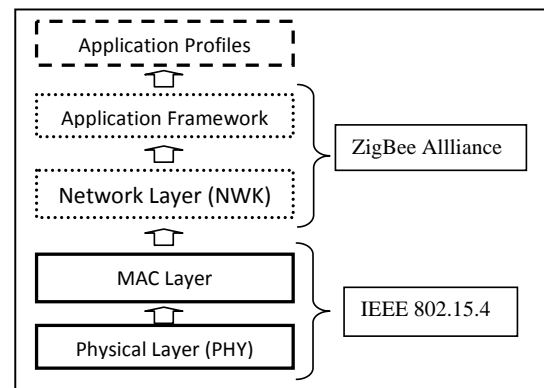 Application Profiles
Application Framework
ZigBee Allliance
Network Layer (NWK)
MAC Layer
IEEE 802.15.4
Physical Layer (PHY)